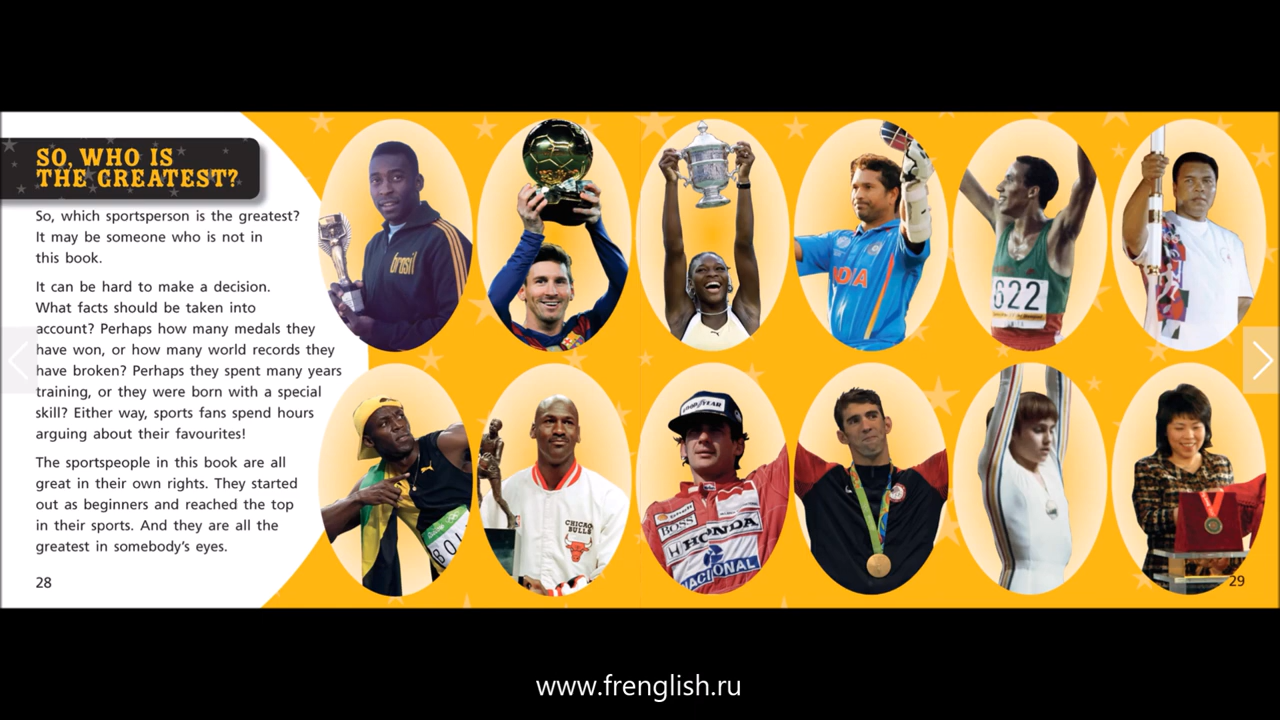 SO, WHO IS
THE GREATEST?
So, which sportsperson is the greatest?
It may be someone who is not in
this book.
It can be hard to make a decision.
What facts should be taken into
account? Perhaps how many medals they
have won, or how many world records they
have broken? Perhaps they spent many years
training, or they were born with a special
skill? Either way, sports fans spend hours
arguing about their favourites!
The sportspeople in this book are all
great in their own rights. They started
out as beginners and reached the top
in their sports. And they are all the
greatest in somebody's eyes.
28
brasil
INDIA
622
BOL
CHICAGO
BULLS
GOOD YEAR
BOSS
HONDA
NACIONAL
29
www.frenglish.ru